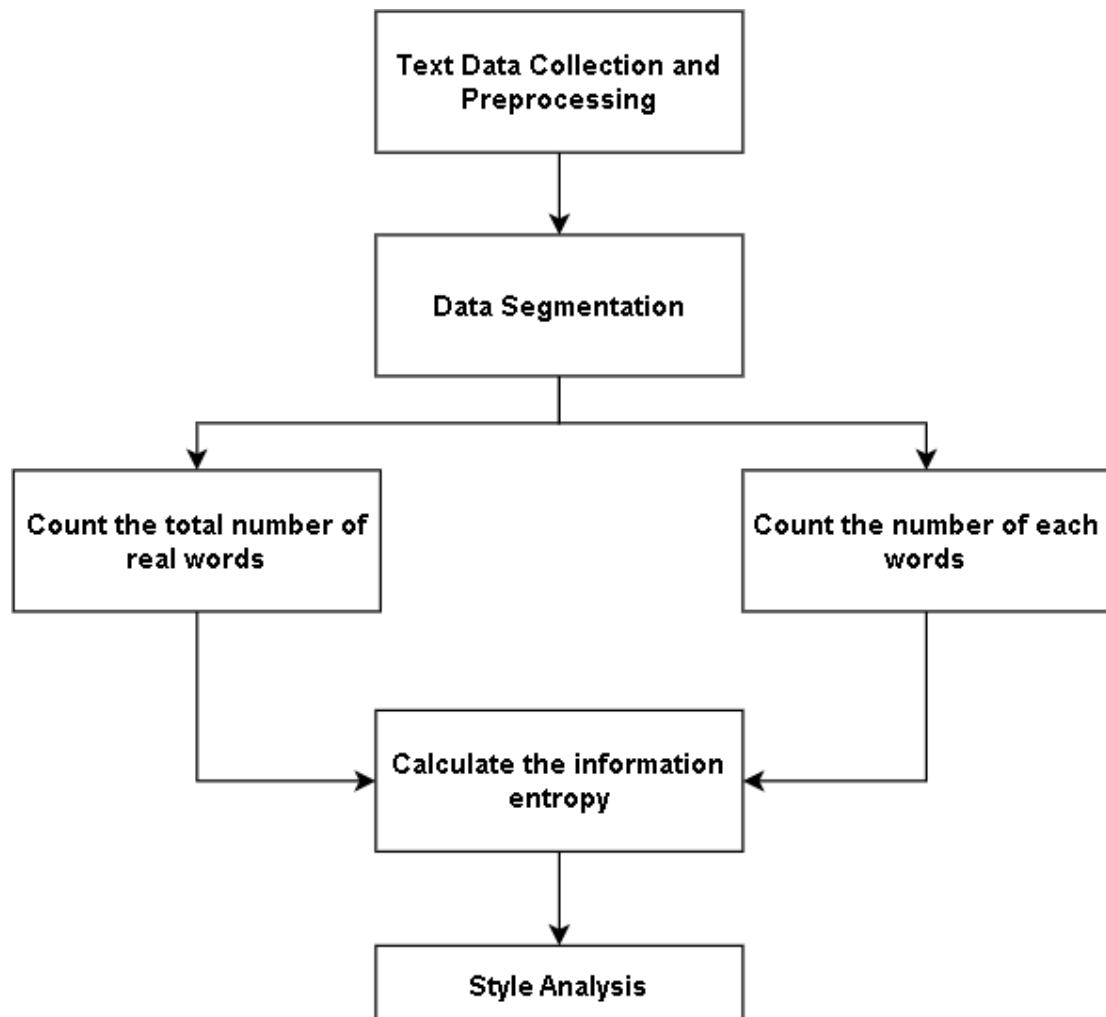 Text Data Collection and
Preprocessing
Data Segmentation
Count the total number of
real words
Count the number of each
words
Calculate the information
entropy
Style Analysis